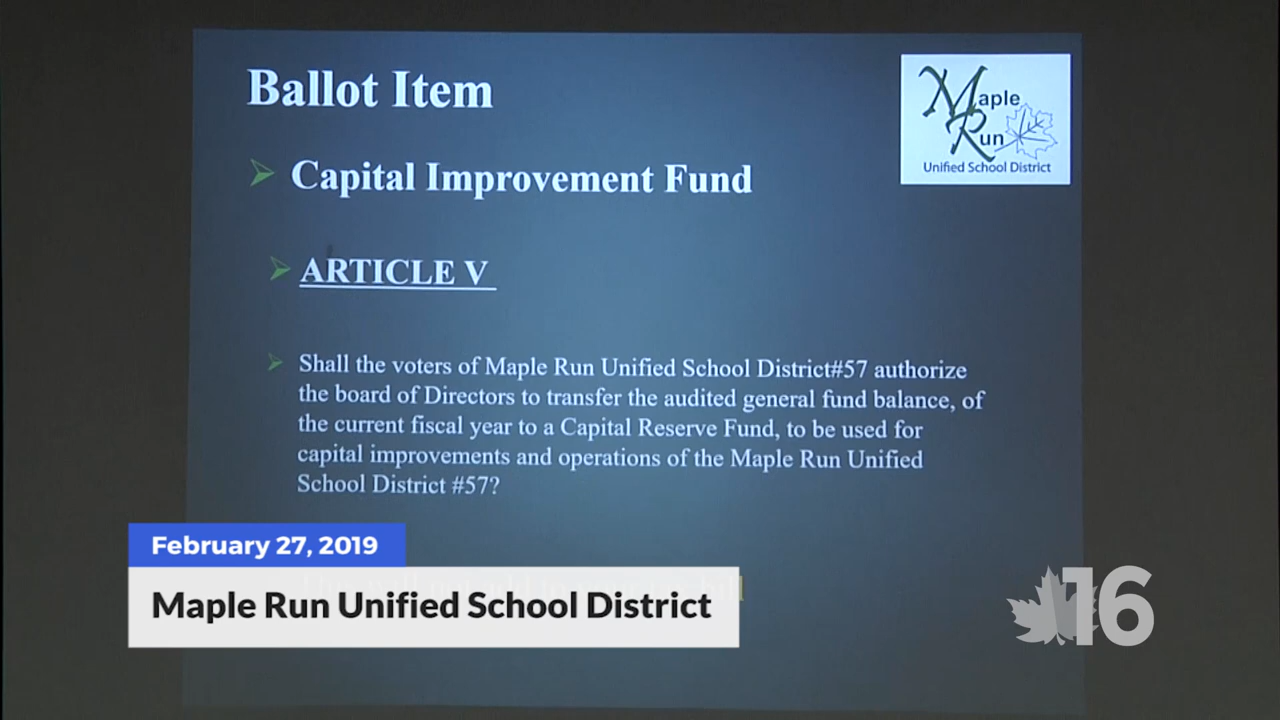 Ballot Item
Maple
Run
Unified School District
Capital Improvement Fund
ARTICLE V
Shall the voters of Maple Run Unified School District#57 authorize
the board of Directors to transfer the audited general fund balance, of
the current fiscal year to a Capital Reserve Fund, to be used for
capital improvements and operations of the Maple Run Unified
School District #57?
February 27, 2019
Maple Run Unified School District
16